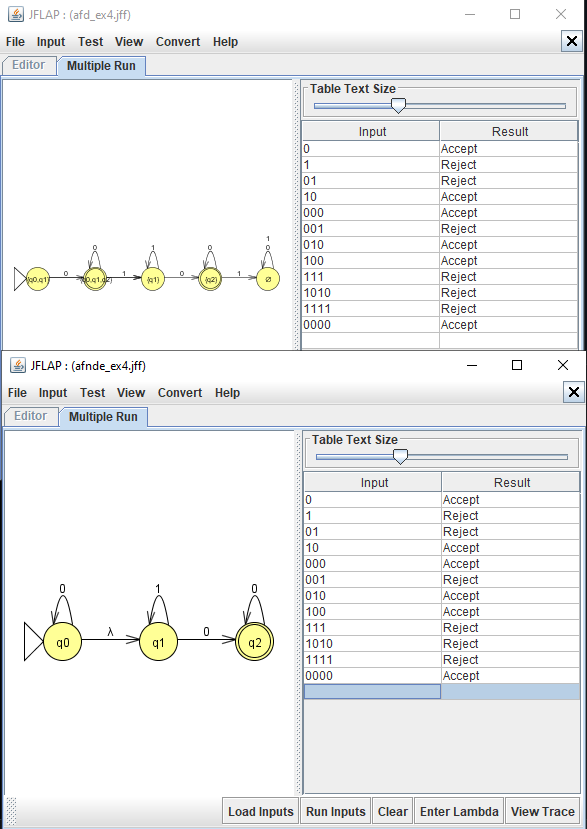 JFLAP : (afd_ex4.jff)
File Input Test View Convert Help
Editor Multiple Run
Table Text Size
Input Result
0 Accept
1 Reject
01 Reject
10 Accept
000 Accept
001 Reject
010 Accept
100 Accept
111 Reject
1010 Reject
1111 Reject
0000 Accept
0 1 0 1 0
{q0,q1} 0 {q0,q1,q2} 1 {q1} 0 {q2} 1 Ø
JFLAP : (afnde_ex4.jff)
File Input Test View Convert Help
Editor Multiple Run
Table Text Size
Input Result
0 Accept
1 Reject
01 Reject
10 Accept
000 Accept
001 Reject
010 Accept
100 Accept
111 Reject
1010 Reject
1111 Reject
0000 Accept
0 1 0
q0 λ q1 0 q2
Load Inputs Run Inputs Clear Enter Lambda View Trace